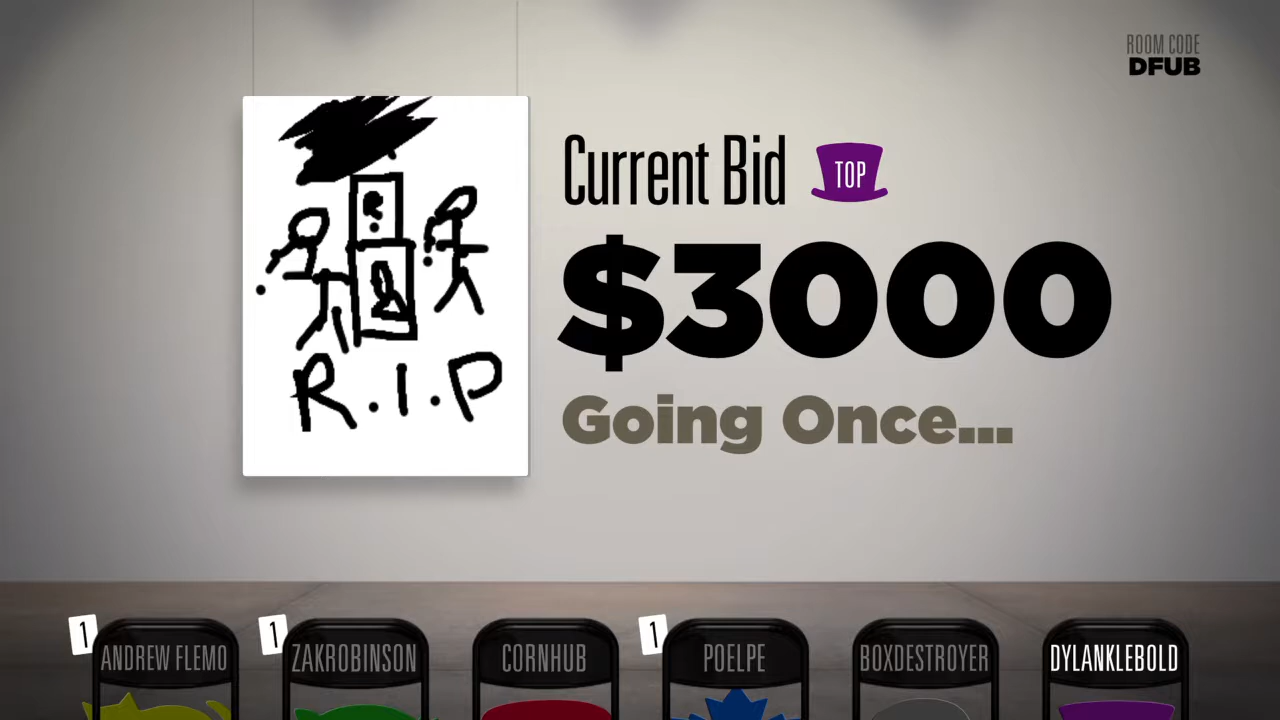 ROOM CODE
DFUB
Current Bid
TOP
$3000
Going Once...
R.I.P
1
ANDREW FLEMO
1
ZAKROBINSON
CORNHUB
1
POELPE
BOXDESTROYER
DYLANKLEBOLD